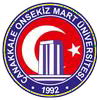 ÇANAKKALE ONSEKİZ MART ÜNİVERSİTESİ
1992